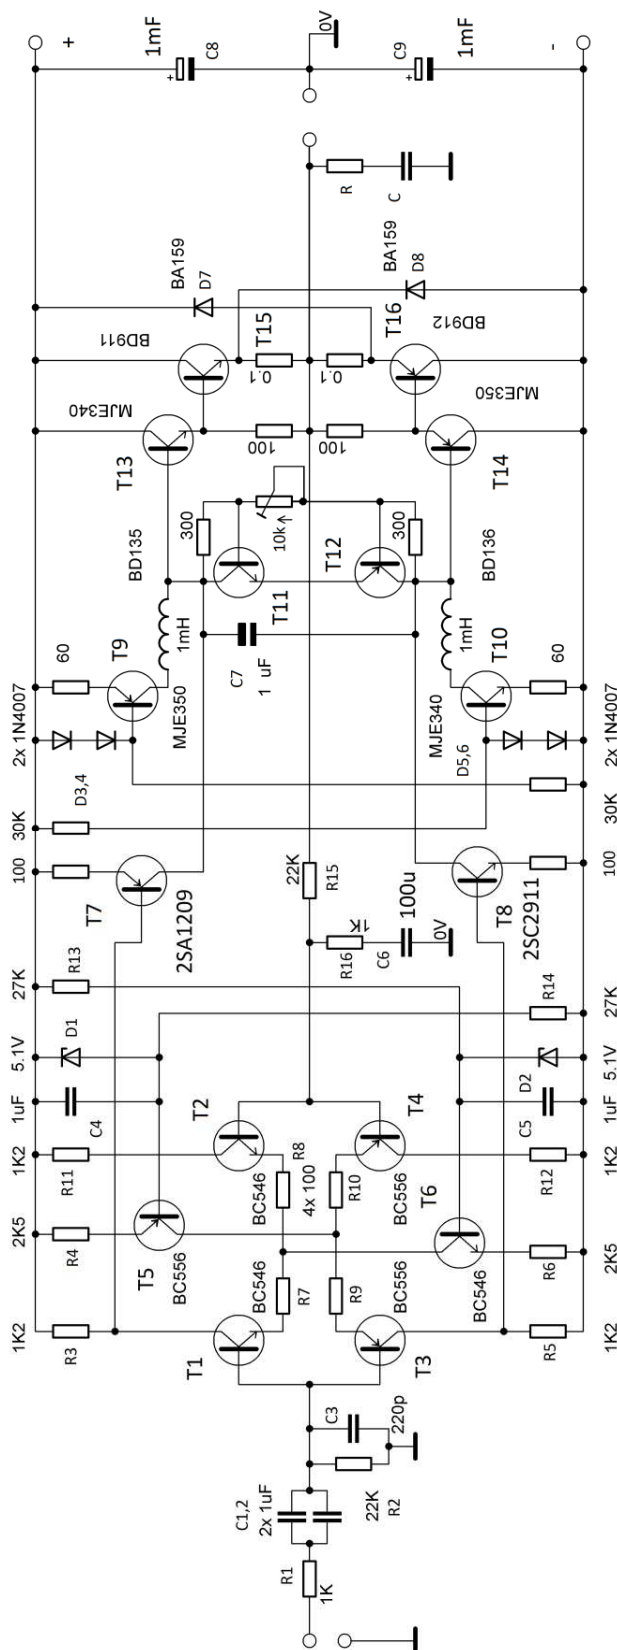 +
1mF
C8
+
0V
C9
+
1mF
-
R
C
BA159
D7
BA159
D8
BD911
T15
T16
BD912
0.1
0.1
MJE340
T13
100
100
MJE350
T14
BD135
300
10k
T11
T12
300
BD136
60
T9
1mH
MJE350
C7
1 uF
1mH
T10
MJE340
60
2x 1N4007
D3,4
D5,6
2x 1N4007
30K
30K
100
T7
2SA1209
22K
R15
T8
2SC2911
100
1K
R16
100u
C6
0V
27K
R13
R14
27K
5.1V
D1
D2
5.1V
1uF
C4
C5
1uF
1K2
R11
T2
BC546
R8
4x 100
R10
T4
BC556
R12
1K2
2K5
R4
T5
BC556
T6
BC546
R6
2K5
1K2
R3
T1
BC546
R7
R9
BC556
T3
R5
1K2
C3
220p
C1,2
2x 1uF
22K
R2
R1
1K